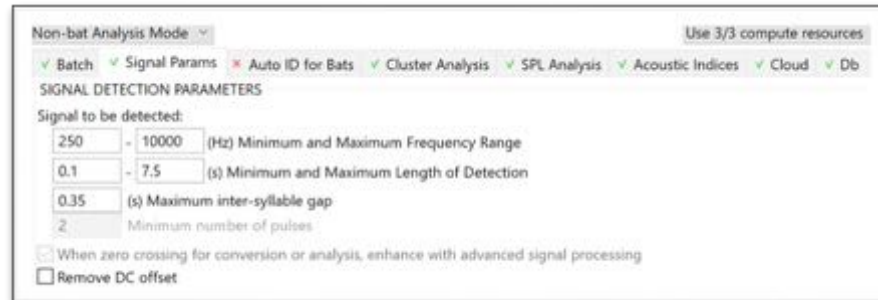 Non-bat Analysis Mode Use 3/3 compute resources
Batch Signal Params Auto ID for Bats Cluster Analysis SPL Analysis Acoustic Indices Cloud Db
SIGNAL DETECTION PARAMETERS
Signal to be detected:
250 - 10000 (Hz) Minimum and Maximum Frequency Range
0.1 - 7.5 (s) Minimum and Maximum Length of Detection
0.35 (s) Maximum inter-syllable gap
2 Minimum number of pulses
When zero crossing for conversion or analysis, enhance with advanced signal processing
Remove DC offset